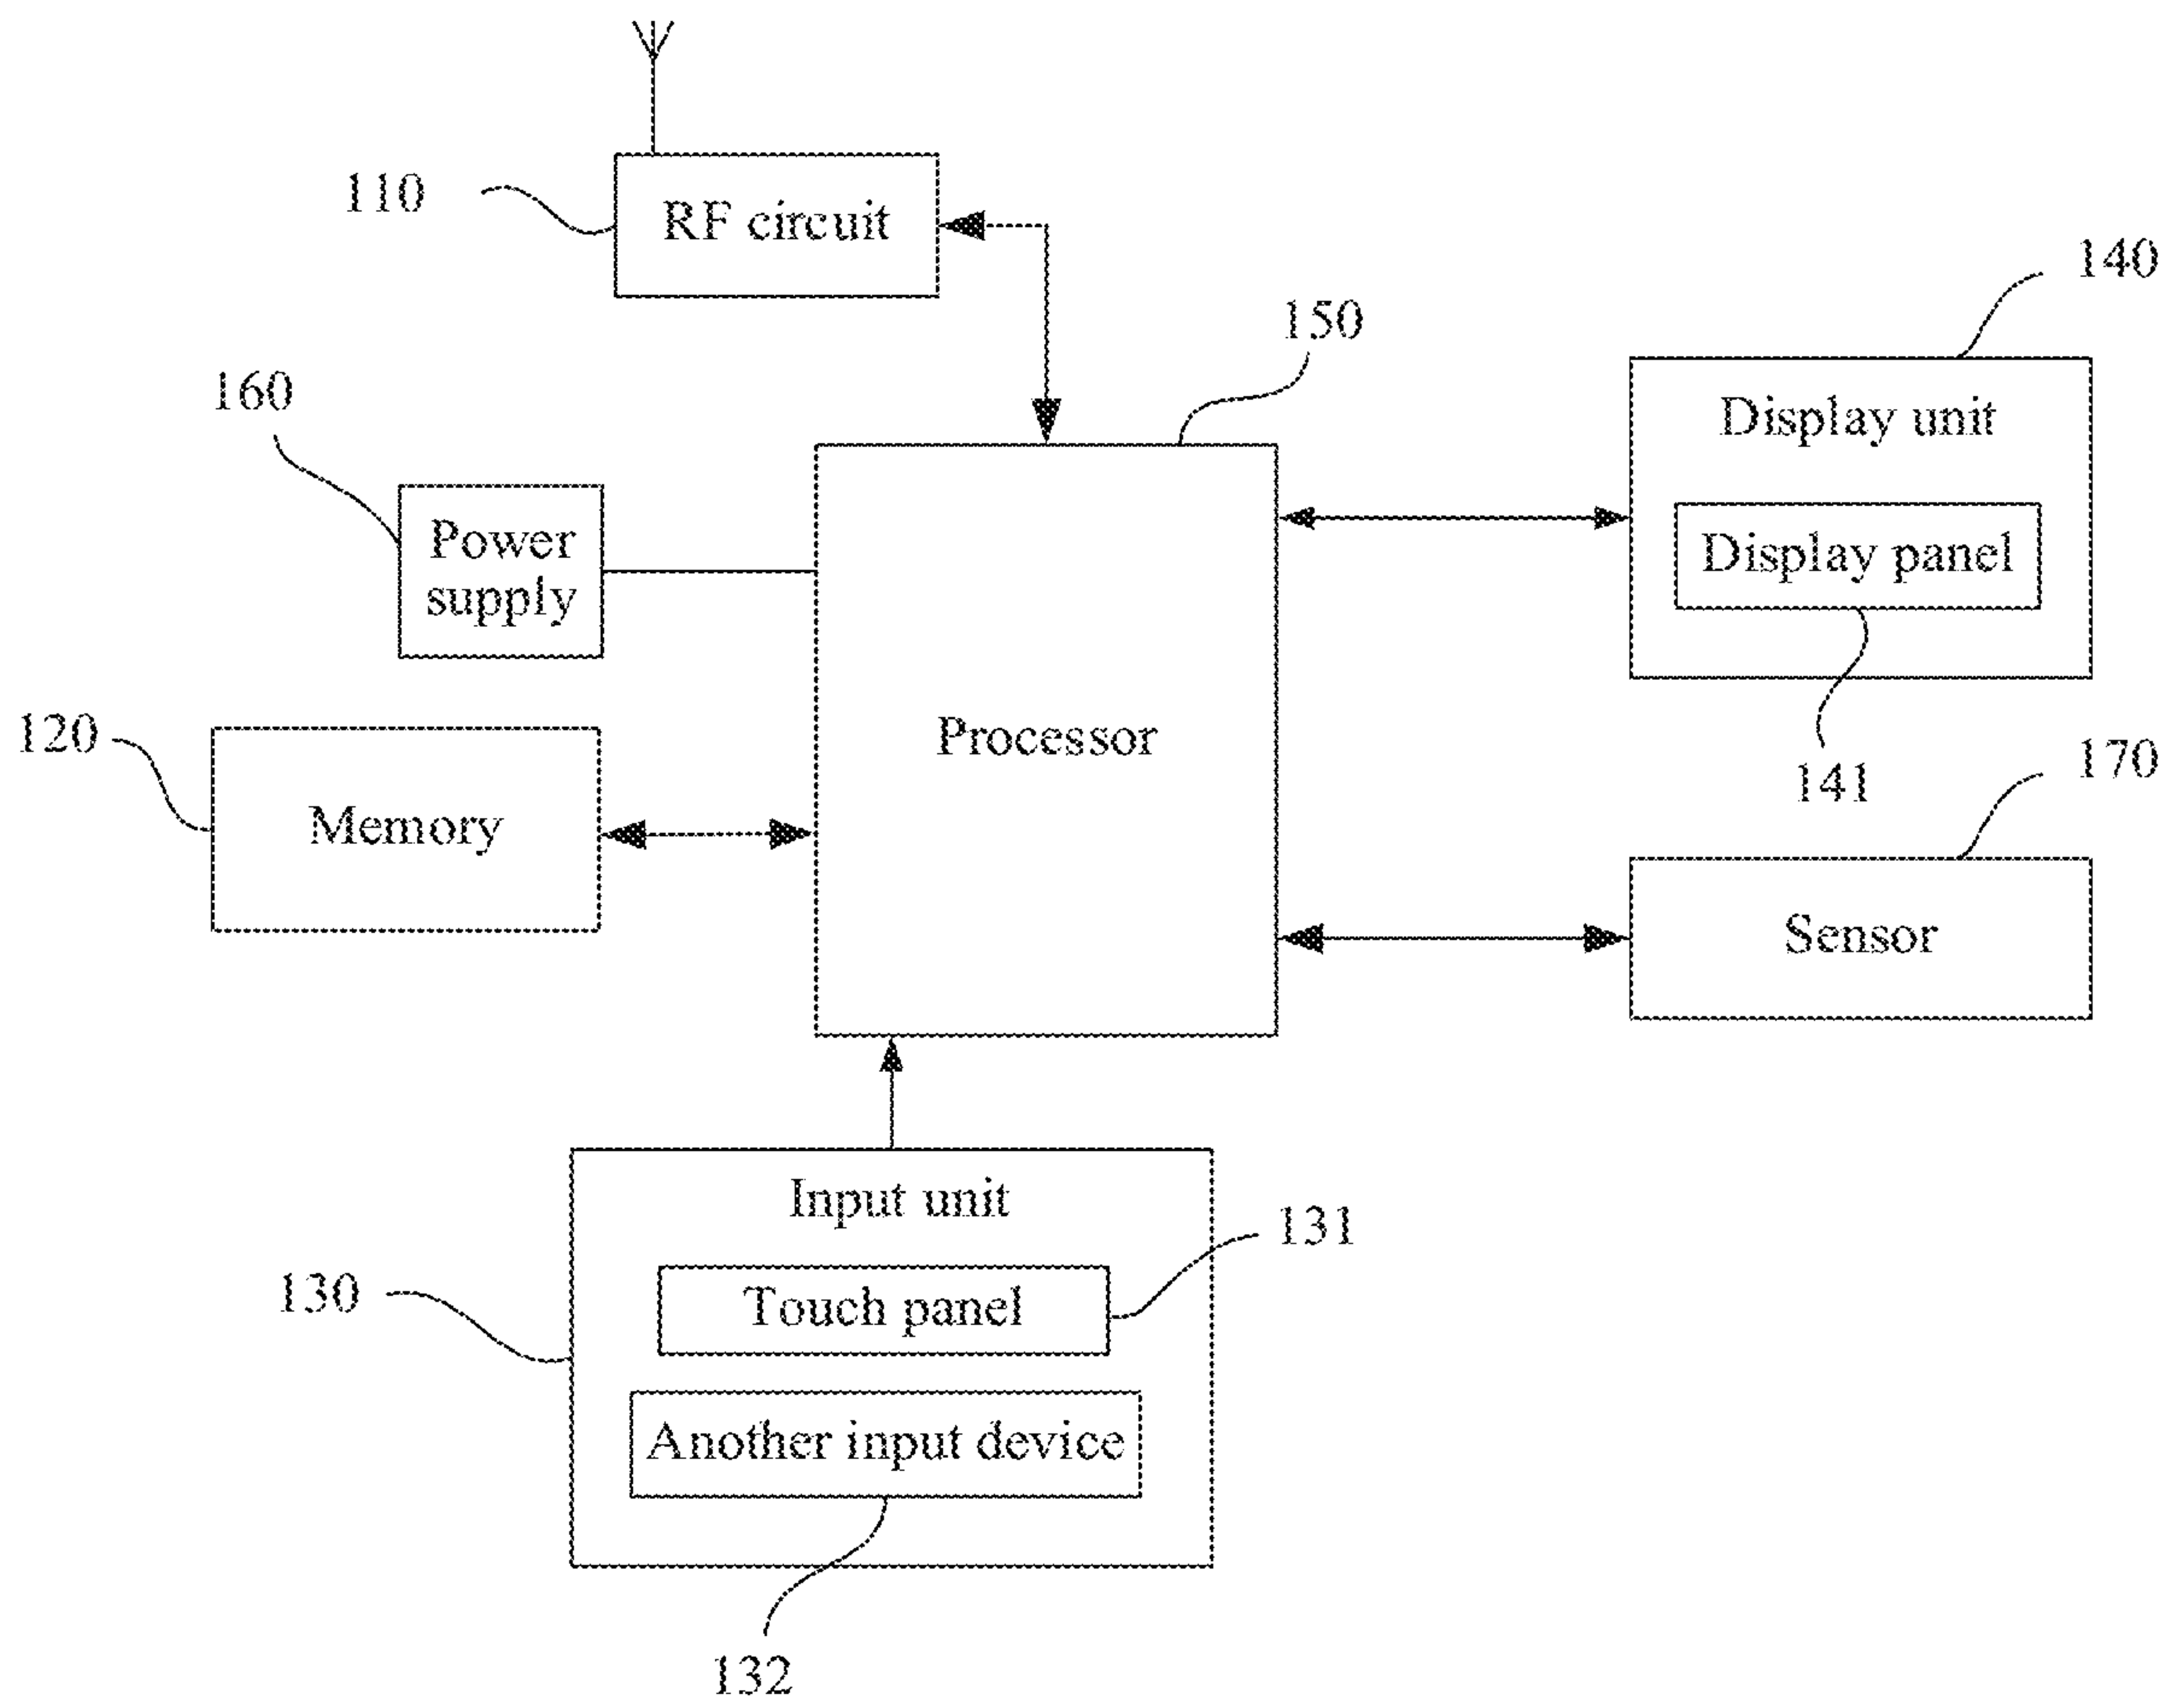 110
RF circuit
140
150
160
Display unit
Power
supply
Display panel
120
Processor
141
170
Memory
Sensor
Input unit
131
130
Touch panel
Another input device
132